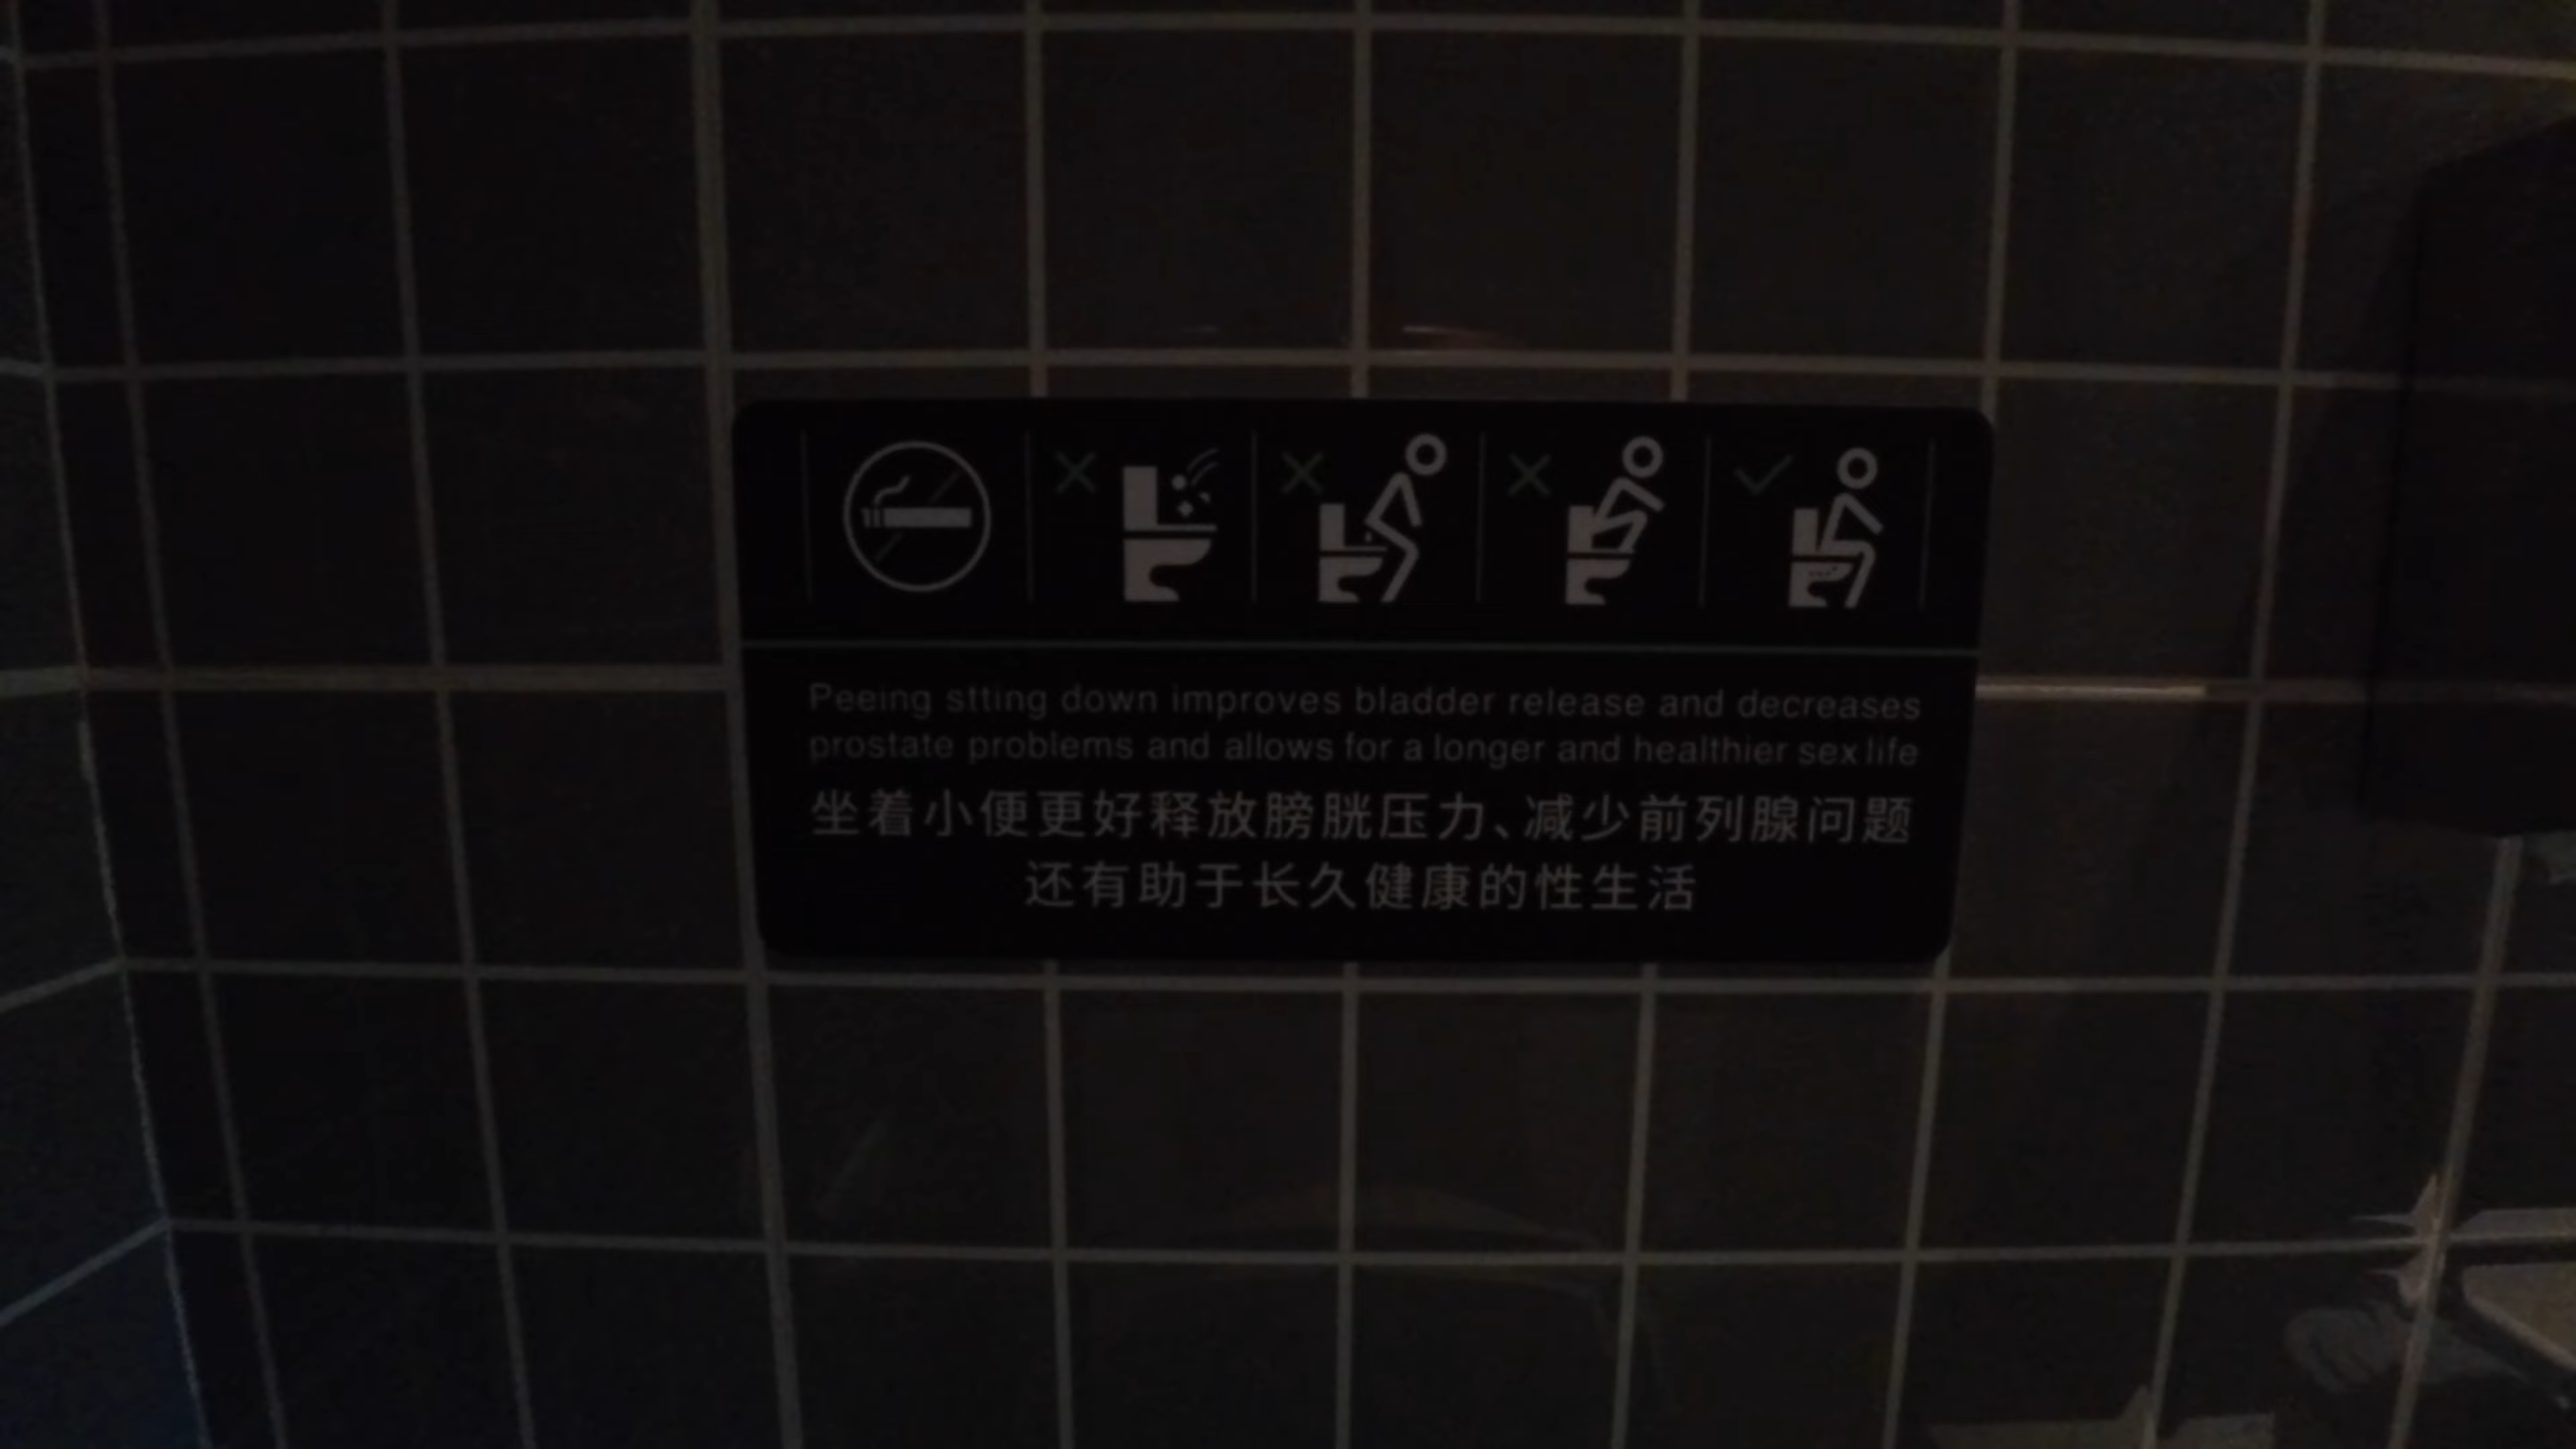 Peeing stting down improves bladder release and decreases
prostate problems and allows for a longer and healthier sex life
坐着小便更好释放膀胱压力、减少前列腺问题
还有助于长久健康的性生活